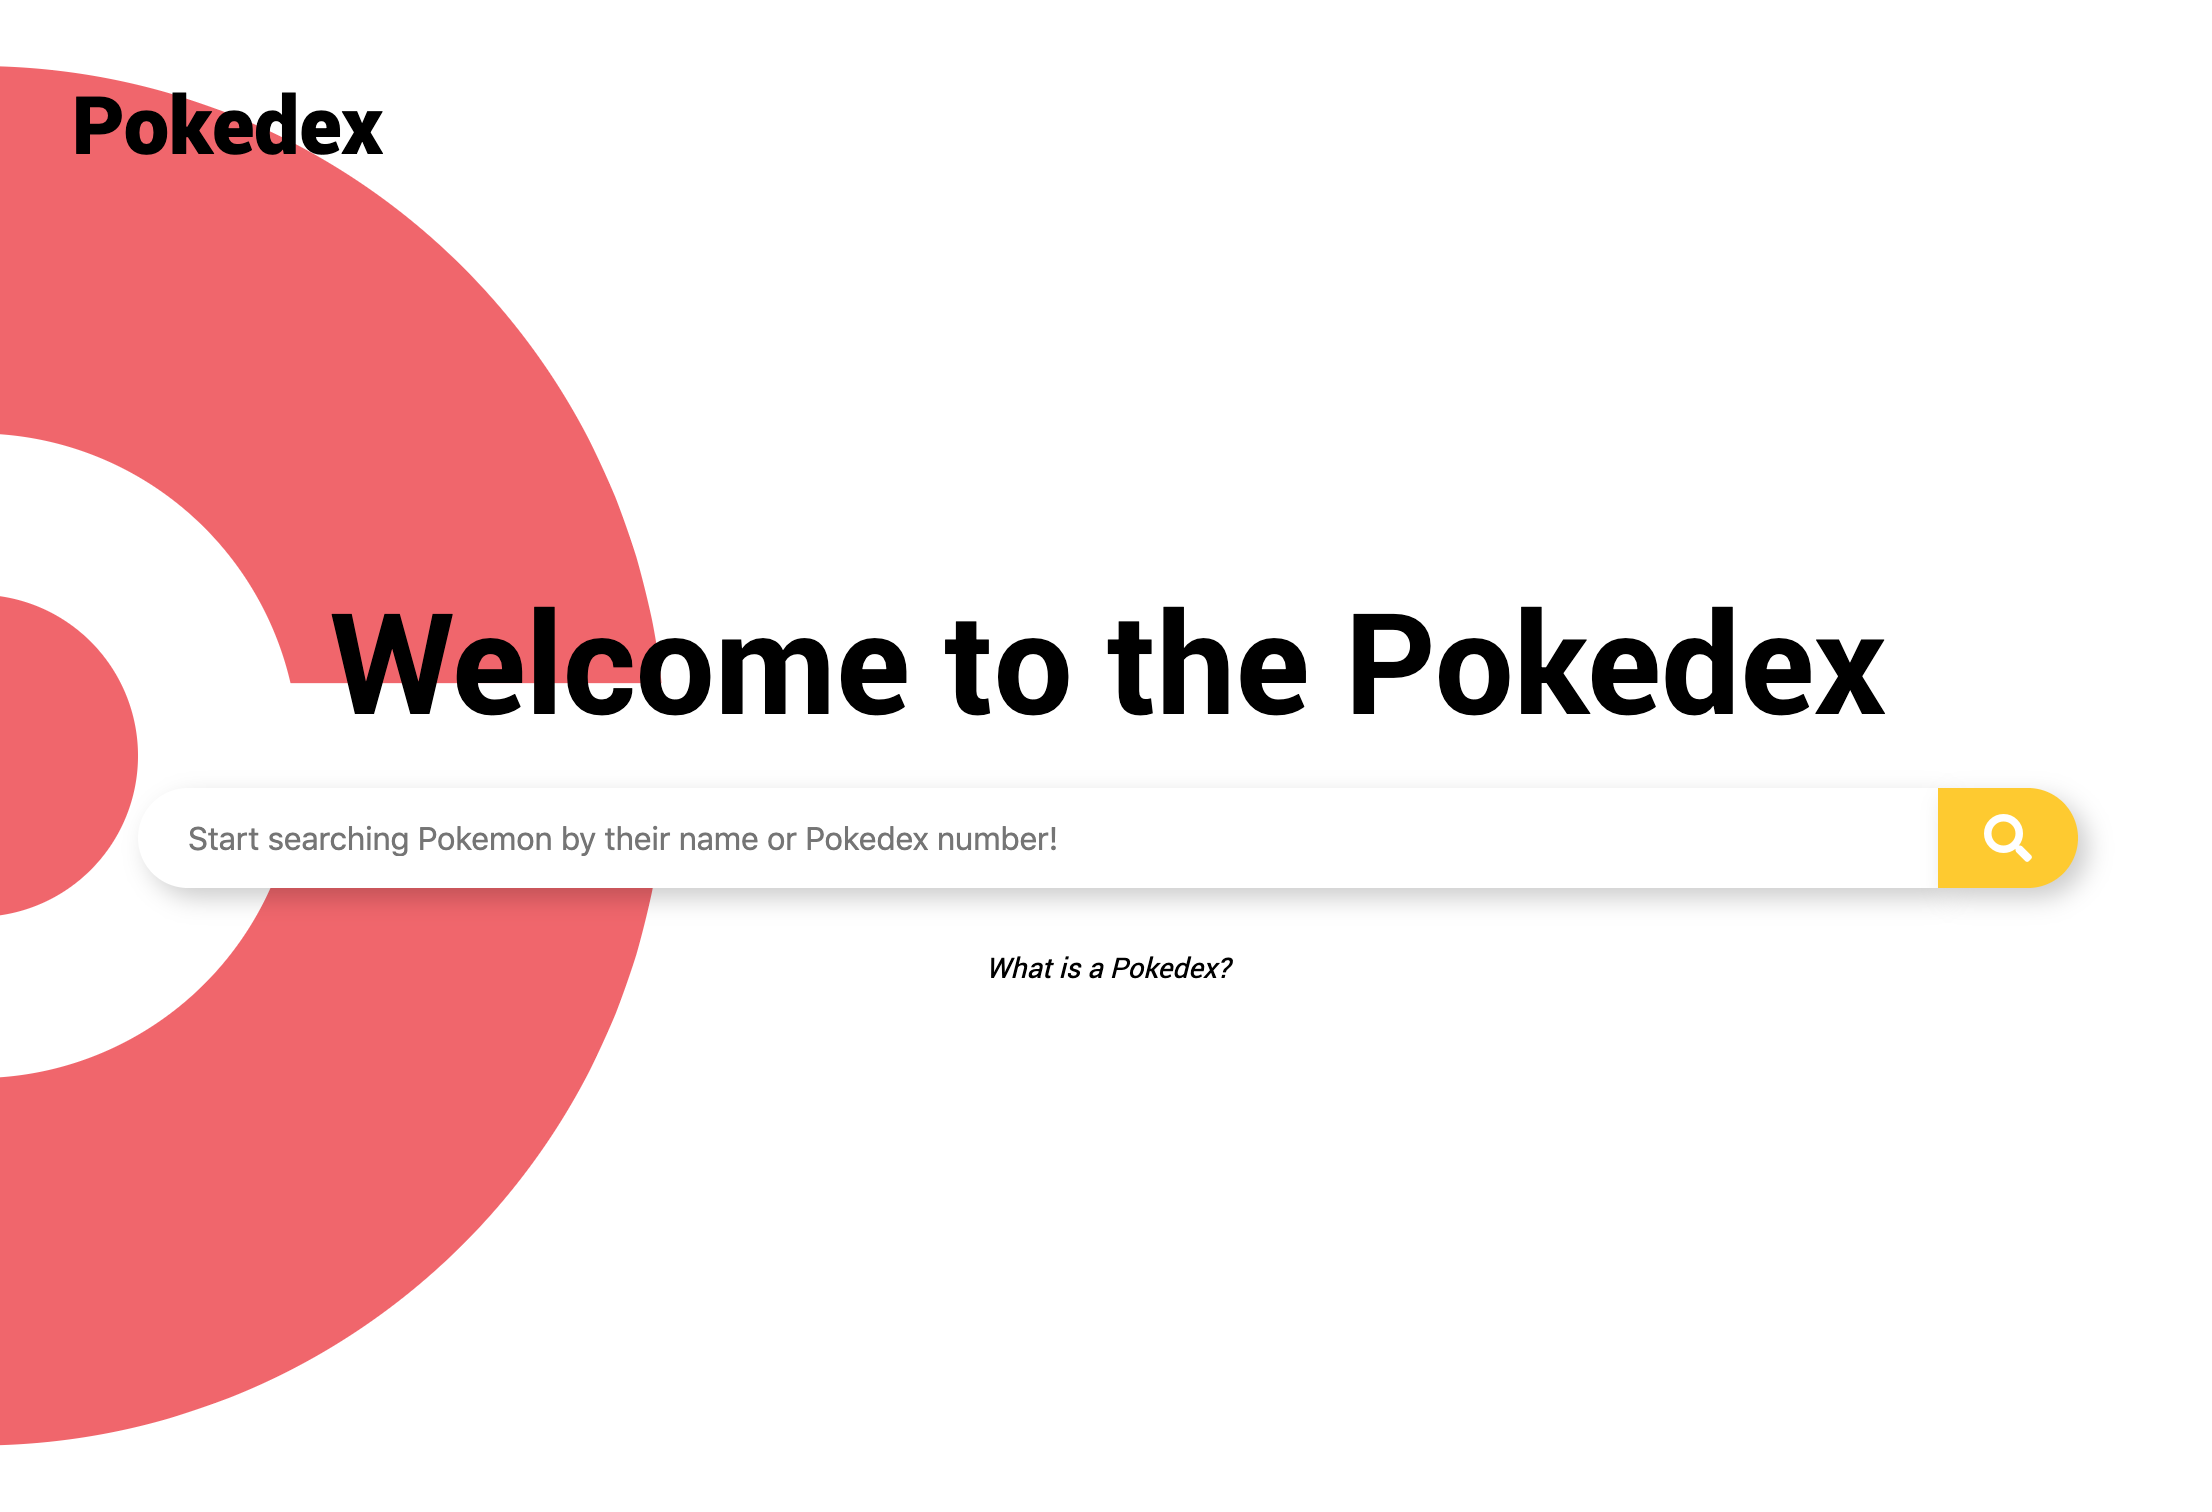 Pokedex
Welcome to the Pokedex
Start searching Pokemon by their name or Pokedex number!
What is a Pokedex?